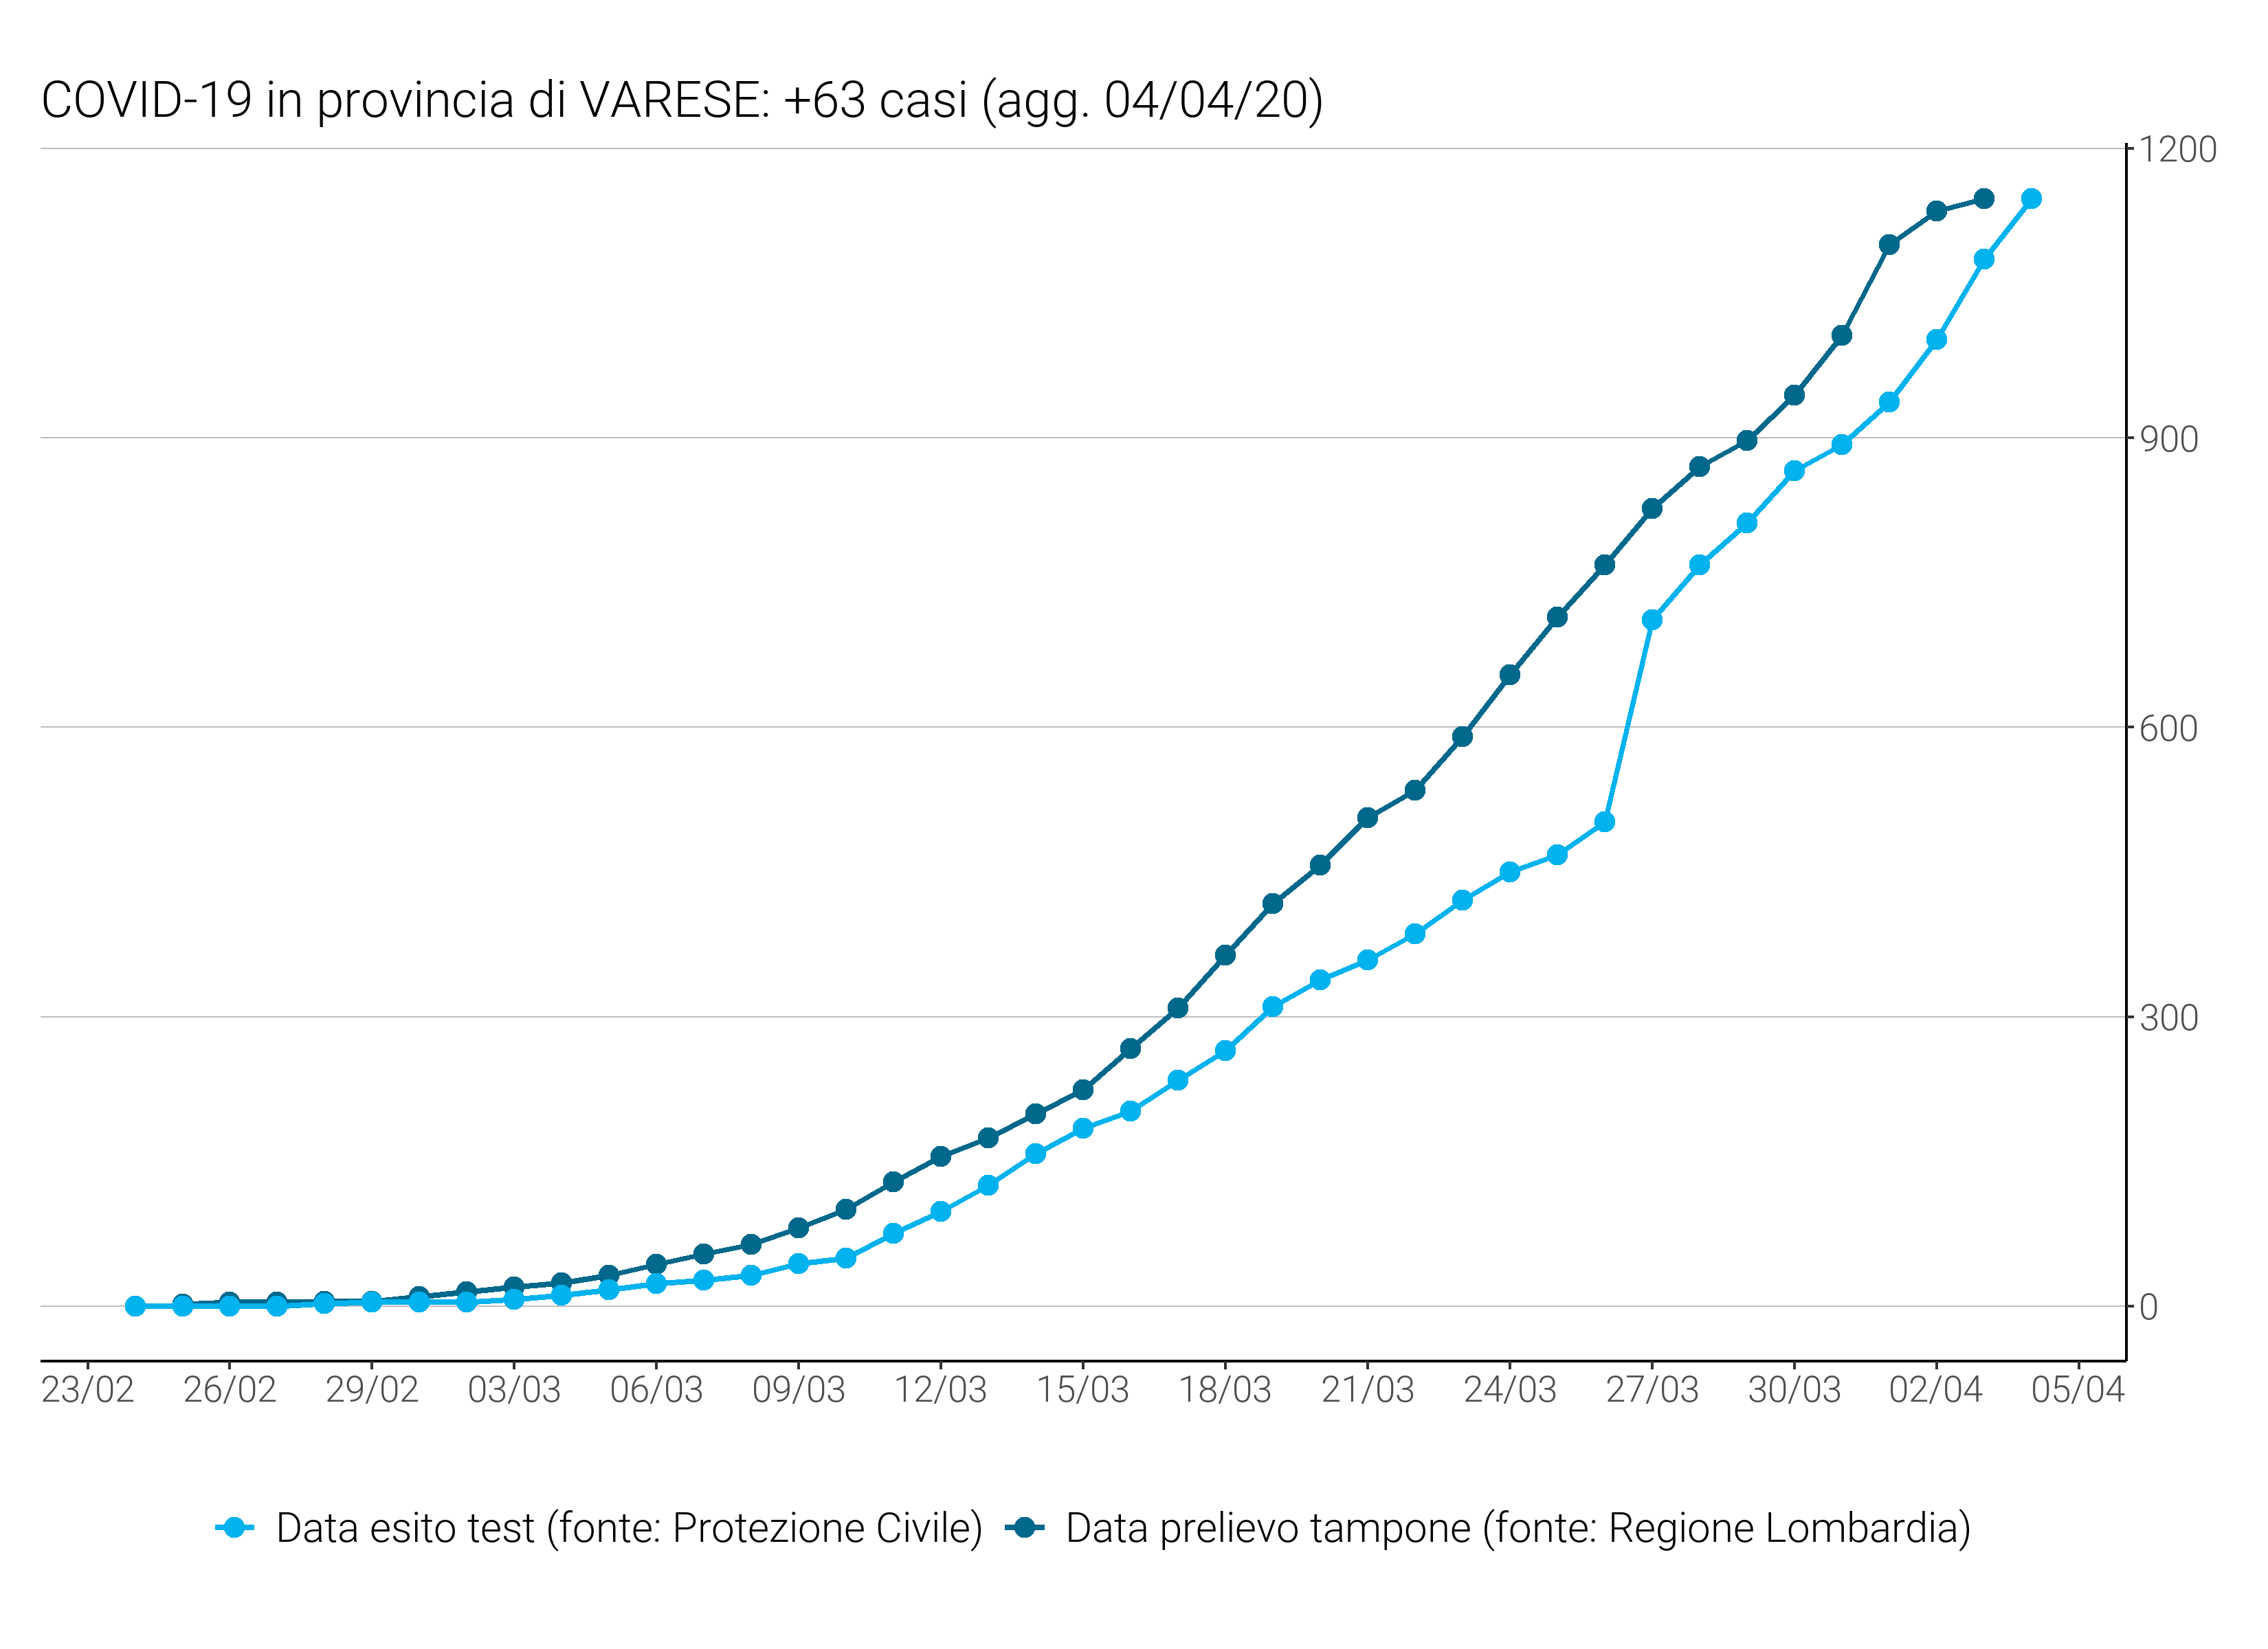 COVID-19 in provincia di VARESE: +63 casi (agg. 04/04/20)
1200
900
600
300
0
23/02 26/02 29/02 03/03 06/03 09/03 12/03 15/03 18/03 21/03 24/03 27/03 30/03 02/04 05/04
Data esito test (fonte: Protezione Civile) Data prelievo tampone (fonte: Regione Lombardia)